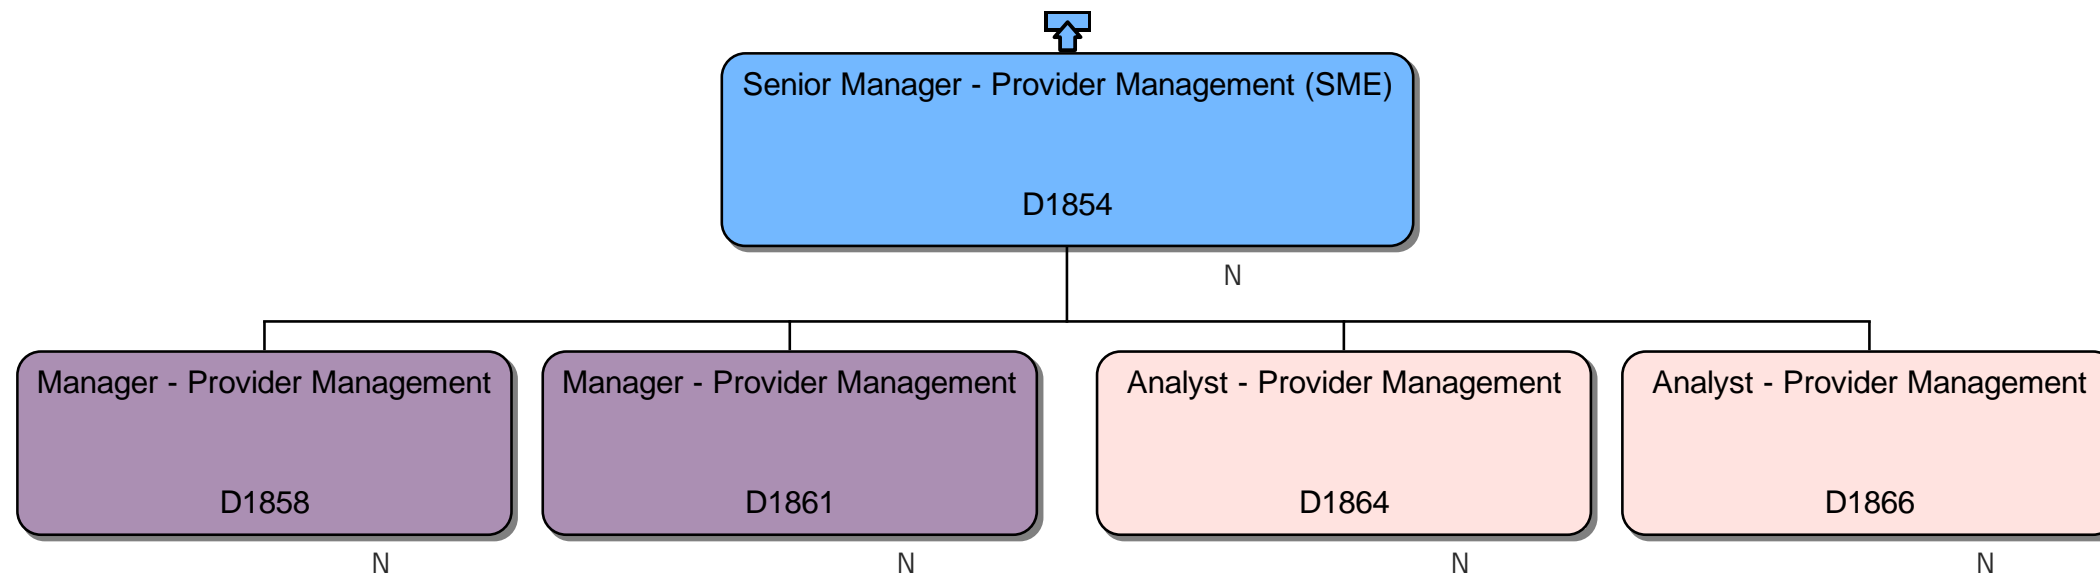 Senior Manager - Provider Management (SME)
D1854
N
Manager - Provider Management
D1858
N
Manager - Provider Management
D1861
N
Analyst - Provider Management
D1864
N
Analyst - Provider Management
D1866
N